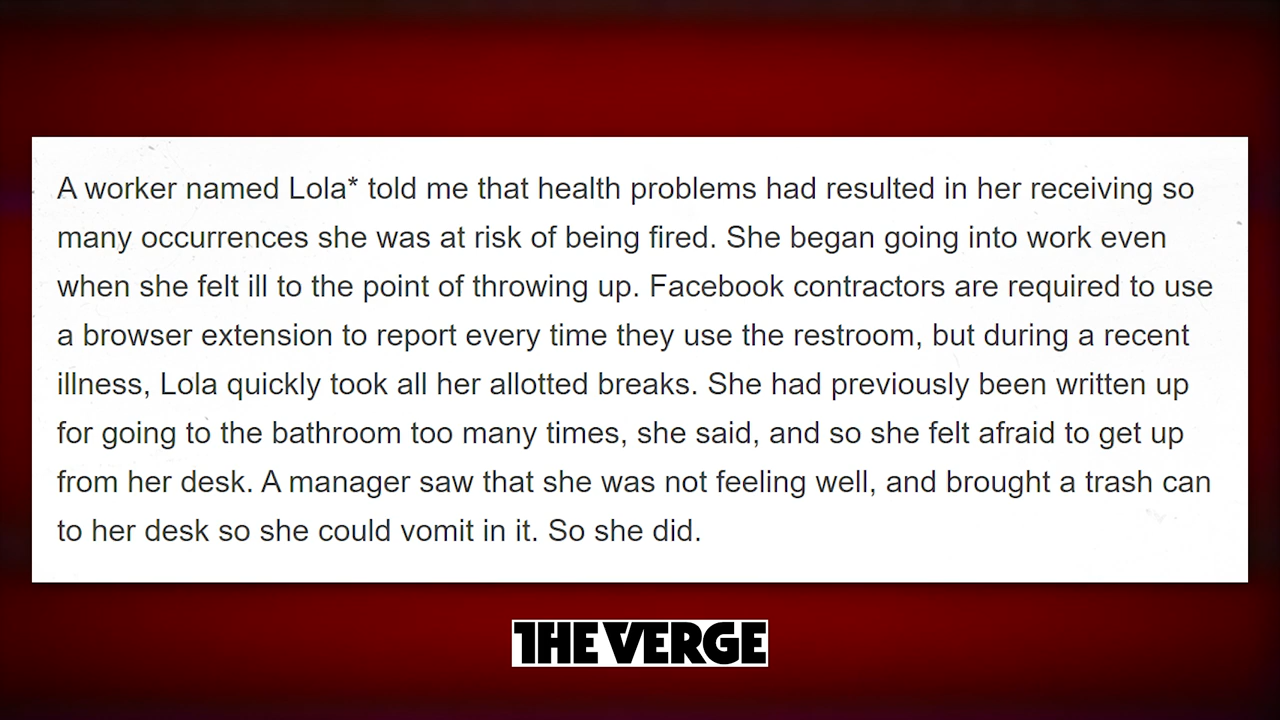 A worker named Lola* told me that health problems had resulted in her receiving so
many occurrences she was at risk of being fired. She began going into work even
when she felt ill to the point of throwing up. Facebook contractors are required to use
a browser extension to report every time they use the restroom, but during a recent
illness, Lola quickly took all her allotted breaks. She had previously been written up
for going to the bathroom too many times, she said, and so she felt afraid to get up
from her desk. A manager saw that she was not feeling well, and brought a trash can
to her desk so she could vomit in it. So she did.
THE VERGE